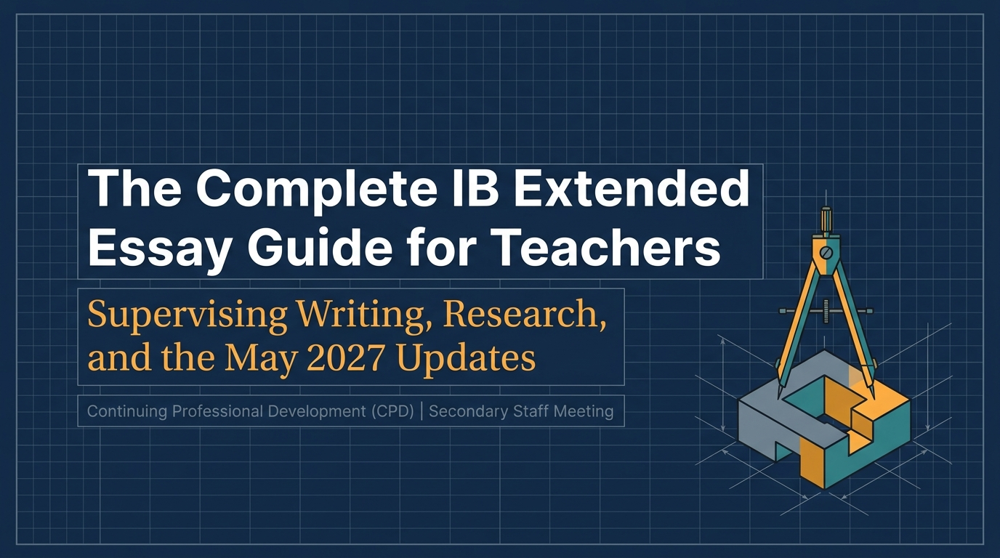 The Complete IB Extended
Essay Guide for Teachers
Supervising Writing, Research,
and the May 2027 Updates
Continuing Professional Development (CPD) | Secondary Staff Meeting